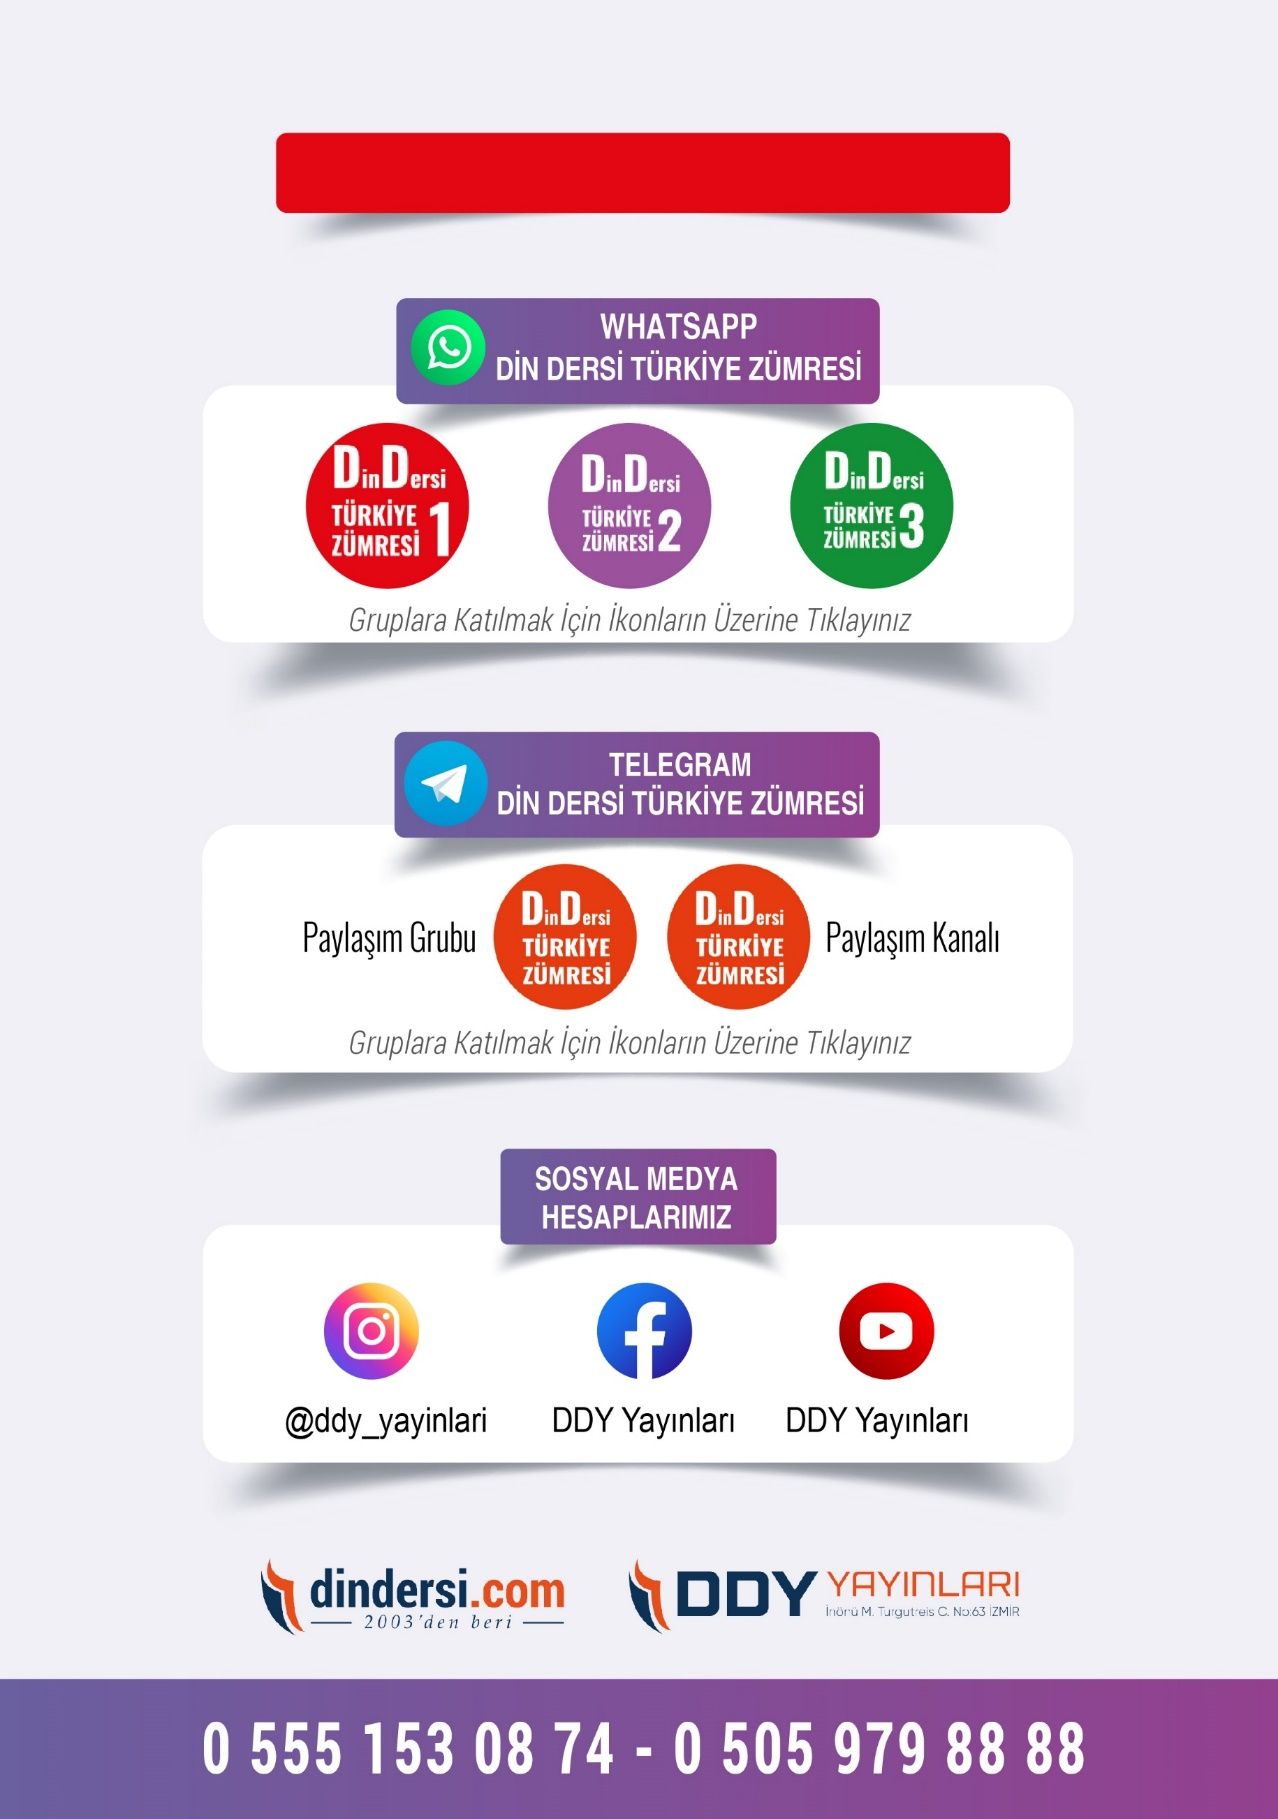 WHATSAPP
DİN DERSİ TÜRKİYE ZÜMRESİ
DinDersi
TÜRKİYE
ZÜMRESİ 1
DinDersi
TÜRKİYE
ZÜMRESİ 2
DinDersi
TÜRKİYE
ZÜMRESİ 3
Gruplara Katılmak İçin İkonların Üzerine Tıklayınız
TELEGRAM
DİN DERSİ TÜRKİYE ZÜMRESİ
Paylaşım Grubu
DinDersi
TÜRKİYE
ZÜMRESİ
DinDersi
TÜRKİYE
ZÜMRESİ
Paylaşım Kanalı
Gruplara Katılmak İçin İkonların Üzerine Tıklayınız
SOSYAL MEDYA
HESAPLARIMIZ
@ddy_yayinlari
DDY Yayınları
DDY Yayınları
dindersi.com
2003'den beri
DDY YAYINLARI
İnönü M. Turgutreis C. No:63 İZMİR
0 555 153 08 74 - 0 505 979 88 88